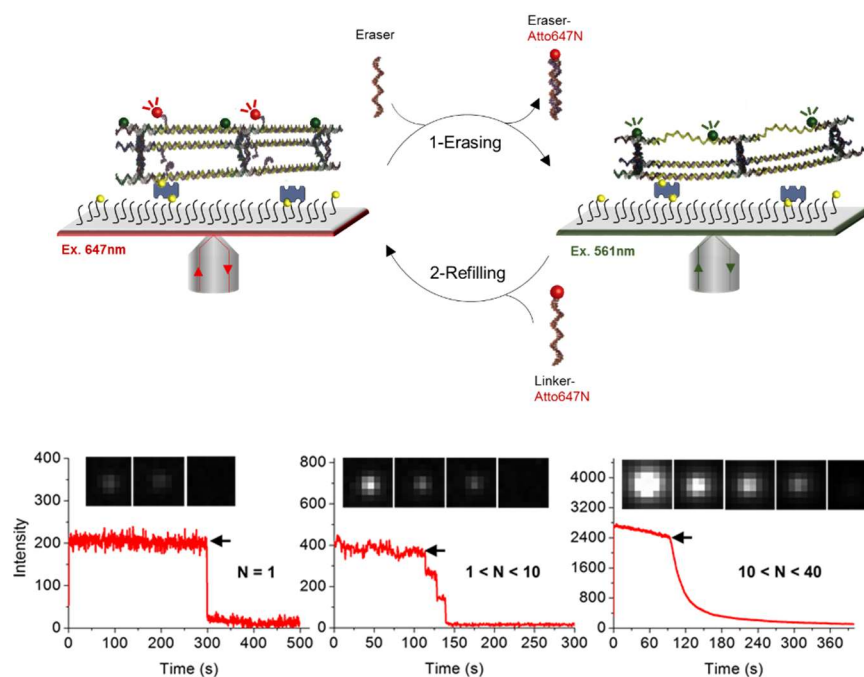 Eraser
Eraser-
Atto647N
1-Erasing
Ex. 647nm
Ex. 561nm
2-Refilling
Linker-
Atto647N
Intensity
400
300
200
100
0
N = 1
0 100 200 300 400 500
Time (s)
800
600
400
200
0
1 < N < 10
0 50 100 150 200 250 300
Time (s)
4000
3200
2400
1600
800
0
10 < N < 40
0 60 120 180 240 300 360
Time (s)